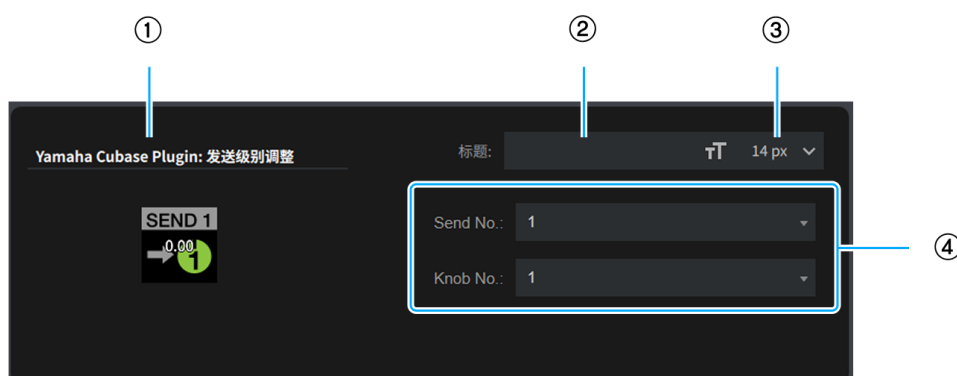 ① ② ③
Yamaha Cubase Plugin: 发送级别调整
标题: TT 14 px
SEND 1
0.00 1
Send No.: 1
④
Knob No.: 1